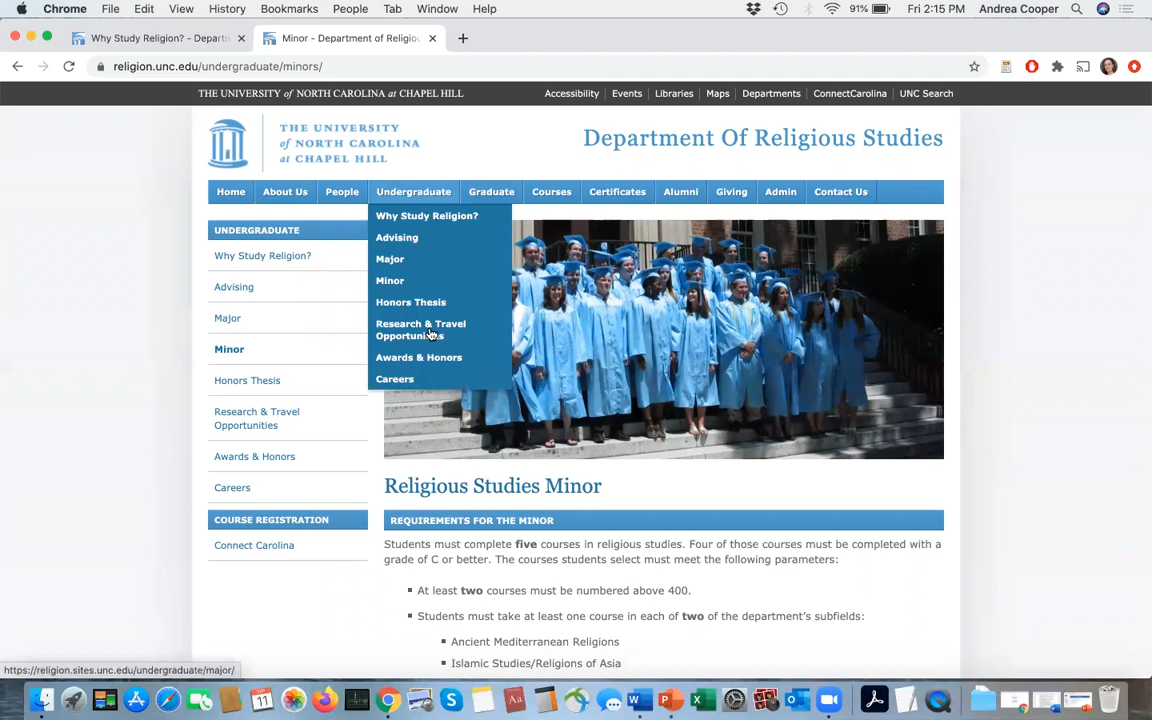 Chrome File Edit View History Bookmarks People Tab Window Help 91% Fri 2:15 PM Andrea Cooper
Why Study Religion? - Departm Minor - Department of Religiou
religion.unc.edu/undergraduate/minors/
THE UNIVERSITY of NORTH CAROLINA at CHAPEL HILL Accessibility Events Libraries Maps Departments ConnectCarolina UNC Search
THE UNIVERSITY
of NORTH CAROLINA
at CHAPEL HILL
Department Of Religious Studies
Home About Us People Undergraduate Graduate Courses Certificates Alumni Giving Admin Contact Us
Why Study Religion?
Advising
Major
Minor
Honors Thesis
Research & Travel
Opportunities
Awards & Honors
Careers
UNDERGRADUATE
Why Study Religion?
Advising
Major
Minor
Honors Thesis
Research & Travel
Opportunities
Awards & Honors
Careers
COURSE REGISTRATION
Connect Carolina
Religious Studies Minor
REQUIREMENTS FOR THE MINOR
Students must complete five courses in religious studies. Four of those courses must be completed with a
grade of C or better. The courses students select must meet the following parameters:
At least two courses must be numbered above 400.
Students must take at least one course in each of two of the department's subfields:
Ancient Mediterranean Religions
Islamic Studies/Religions of Asia
https://religion.sites.unc.edu/undergraduate/major/
11